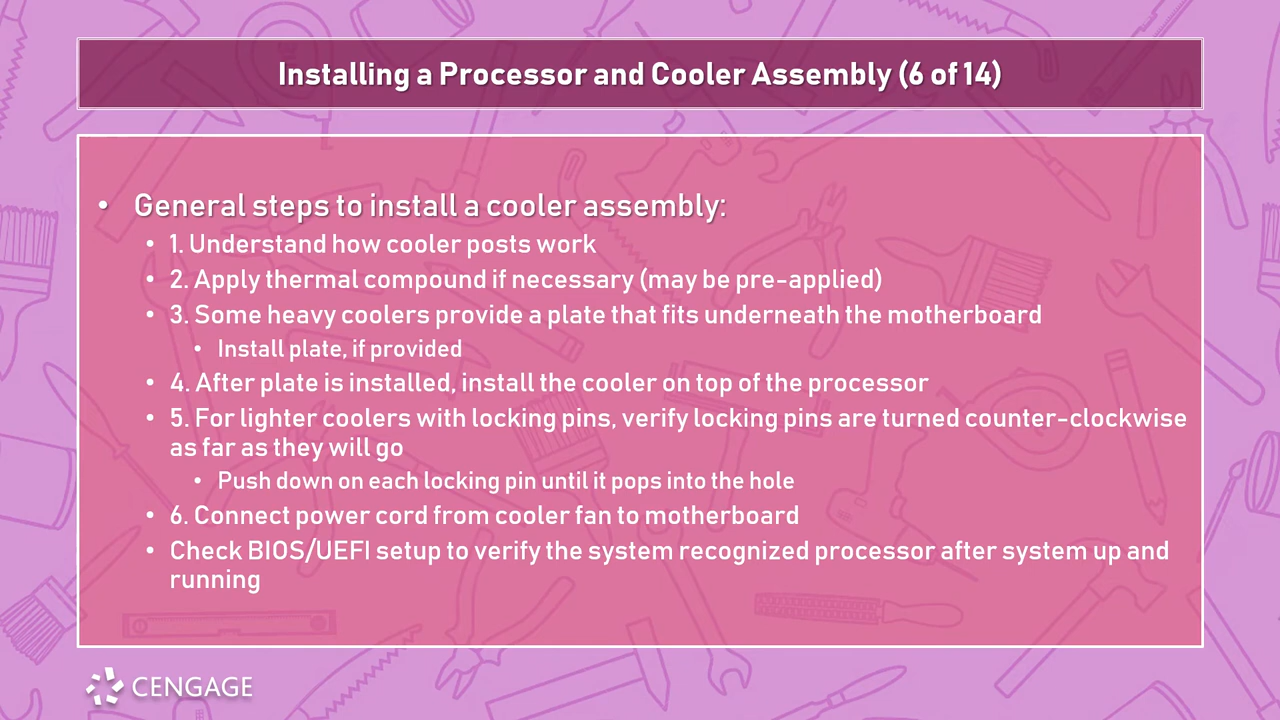 Installing a Processor and Cooler Assembly (6 of 14)
• General steps to install a cooler assembly:
• 1. Understand how cooler posts work
• 2. Apply thermal compound if necessary (may be pre-applied)
• 3. Some heavy coolers provide a plate that fits underneath the motherboard
• Install plate, if provided
• 4. After plate is installed, install the cooler on top of the processor
• 5. For lighter coolers with locking pins, verify locking pins are turned counter-clockwise
as far as they will go
• Push down on each locking pin until it pops into the hole
• 6. Connect power cord from cooler fan to motherboard
• Check BIOS/UEFI setup to verify the system recognized processor after system up and
running
CENGAGE